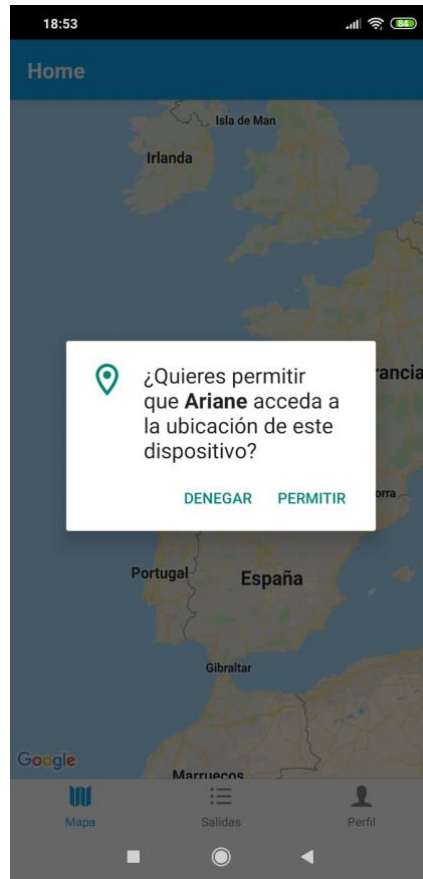 18:53
84
Home
Isla de Man
Irlanda
rancia
¿Quieres permitir
que Ariane acceda a
la ubicación de este
dispositivo?
DENEGAR PERMITIR
orra
Portugal
España
Gibraltar
Google
Marruecos
Mapa Salidas Perfil